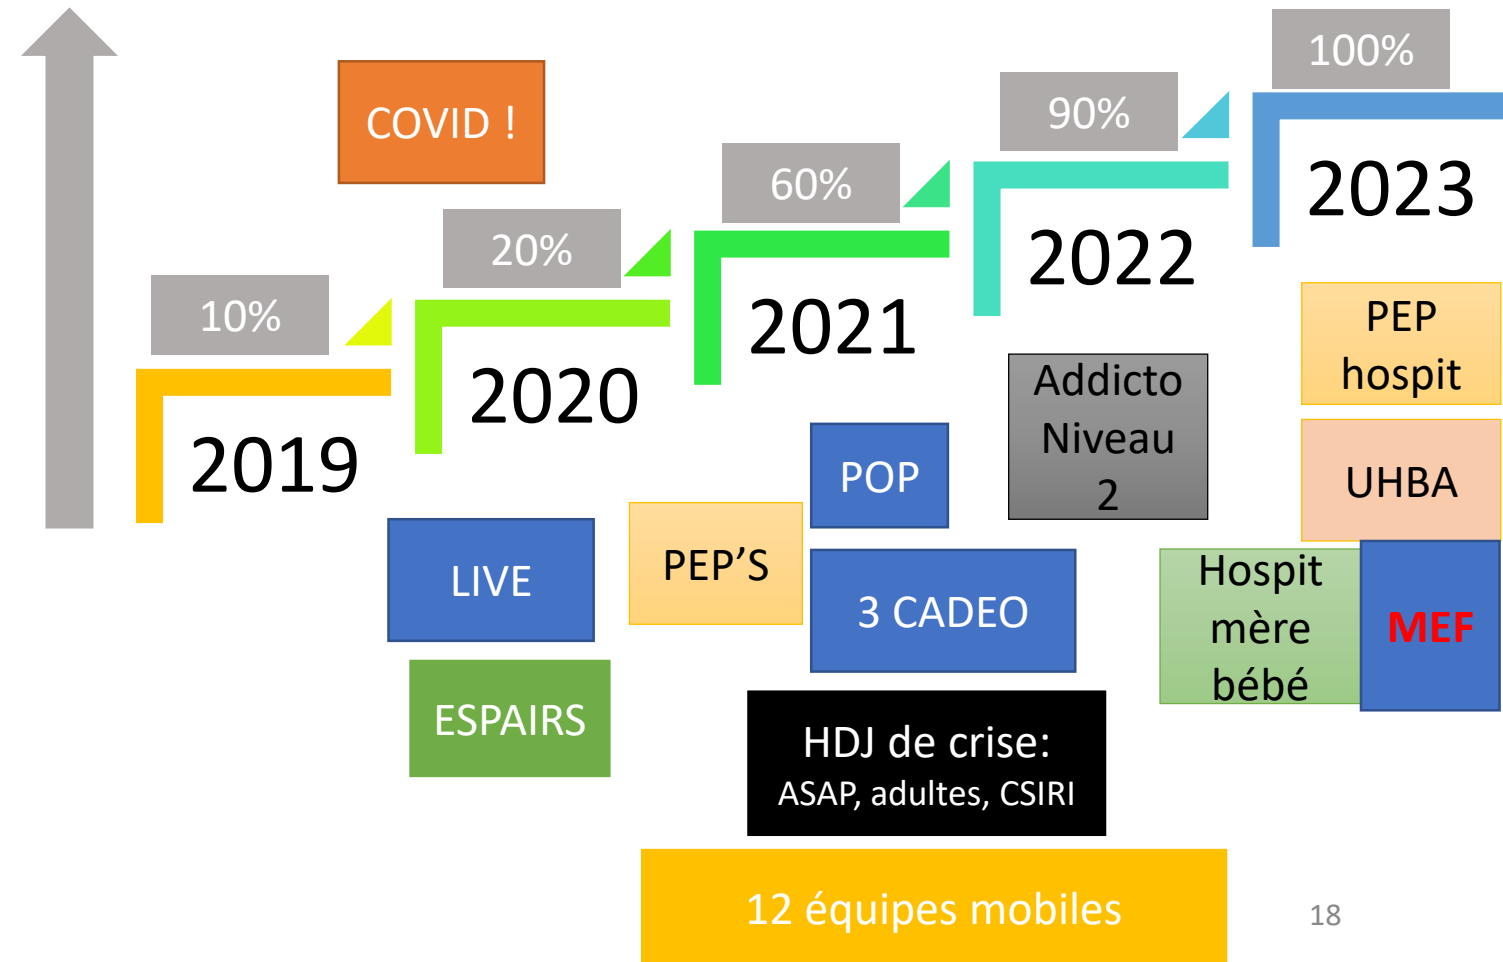 100%
COVID !
90%
60%
2023
20%
2022
10%
2021
2020
2019
PEP
hospit
Addicto
Niveau
2
POP
UHBA
LIVE
PEP’S
3 CADEO
Hospit
mère
bébé
MEF
ESPAIRS
HDJ de crise:
ASAP, adultes, CSIRI
12 équipes mobiles
18